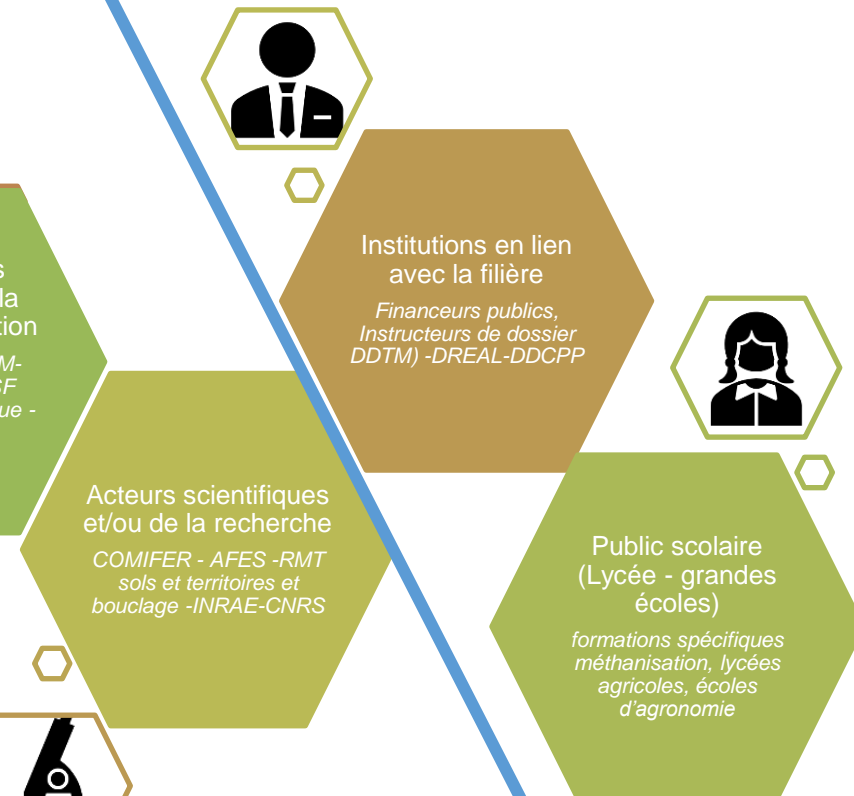 Institutions en lien
avec la filière
Financeurs publics,
Instructeurs de dossier
DDTM) -DREAL-DDCPP
la
Acteurs scientifiques
et/ou de la recherche
COMIFER - AFES -RMT
sols et territoires et
bouclage -INRAE-CNRS
Public scolaire
(Lycée - grandes
écoles)
formations spécifiques
méthanisation, lycées
agricoles, écoles
d'agronomie